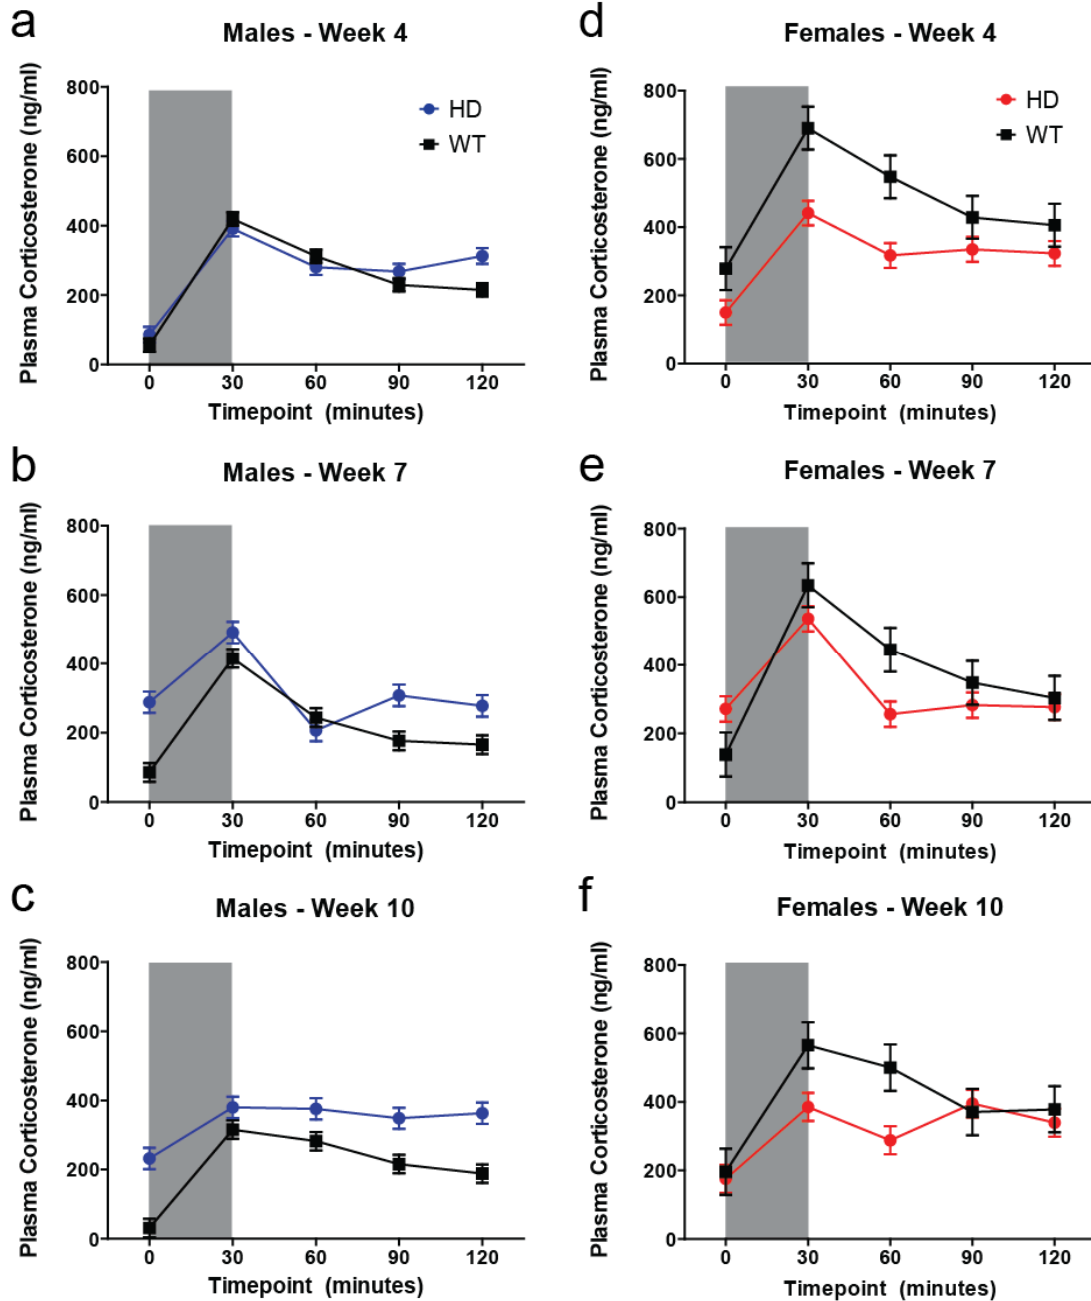 a
Males - Week 4
Plasma Corticosterone (ng/ml)
800
600
400
200
0
HD
WT
0 30 60 90 120
Timepoint (minutes)
d
Females - Week 4
Plasma Corticosterone (ng/ml)
800
600
400
200
0
HD
WT
0 30 60 90 120
Timepoint (minutes)
b
Males - Week 7
Plasma Corticosterone (ng/ml)
800
600
400
200
0
0 30 60 90 120
Timepoint (minutes)
e
Females - Week 7
Plasma Corticosterone (ng/ml)
800
600
400
200
0
0 30 60 90 120
Timepoint (minutes)
c
Males - Week 10
Plasma Corticosterone (ng/ml)
800
600
400
200
0
0 30 60 90 120
Timepoint (minutes)
f
Females - Week 10
Plasma Corticosterone (ng/ml)
800
600
400
200
0
0 30 60 90 120
Timepoint (minutes)